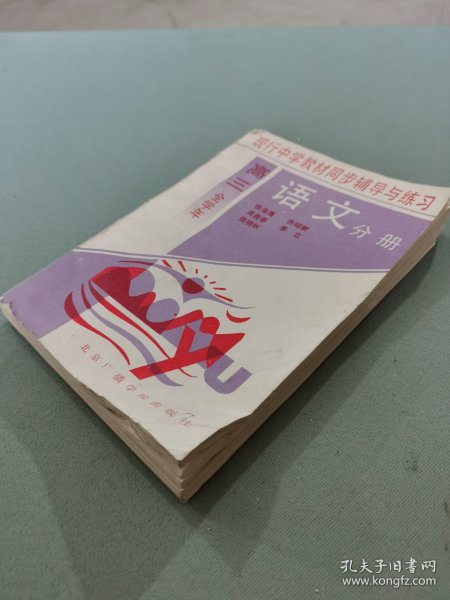 现行中学教材同步辅导与练习
高三 全学年
语文分册
北京广播学院出版社
孔夫子旧书网
www.kongfz.com